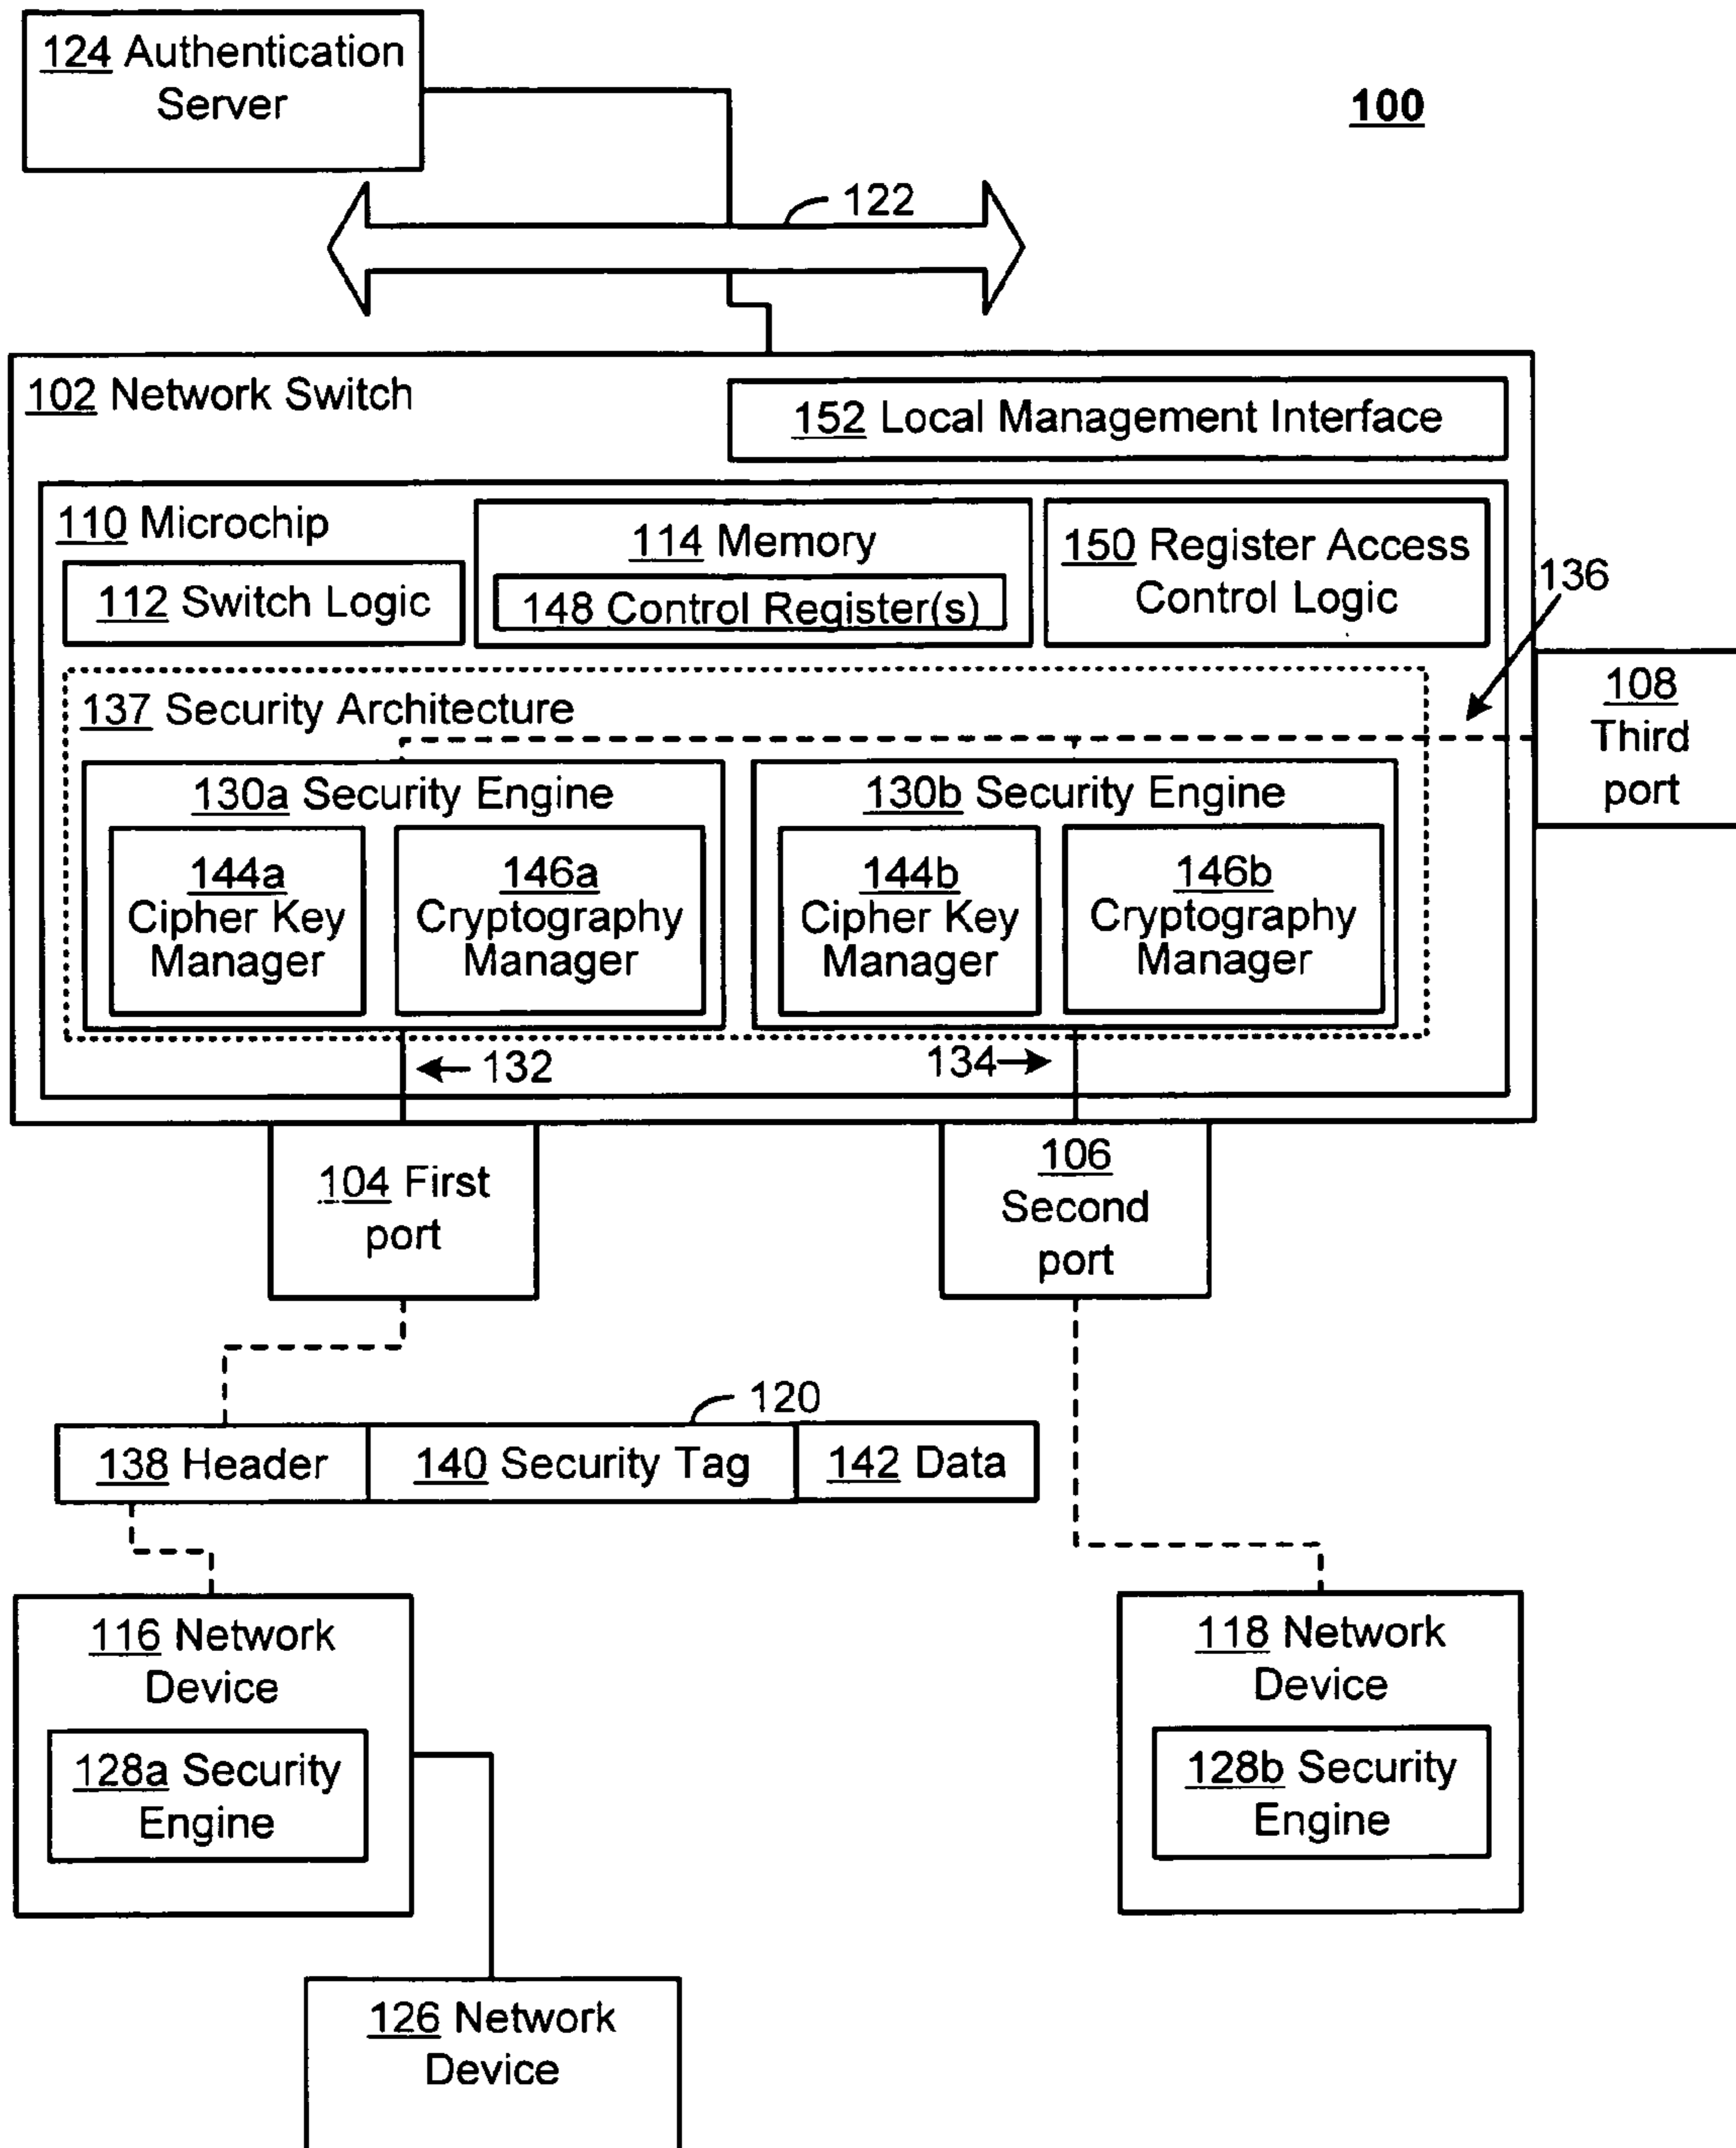 124 Authentication
Server
100
122
102 Network Switch
152 Local Management Interface
110 Microchip
112 Switch Logic
114 Memory
148 Control Register(s)
150 Register Access
Control Logic
136
108
Third
port
137 Security Architecture
130a Security Engine
144a
Cipher Key
Manager
146a
Cryptography
Manager
130b Security Engine
144b
Cipher Key
Manager
146b
Cryptography
Manager
132
134
104 First
port
106
Second
port
120
138 Header
140 Security Tag
142 Data
116 Network
Device
128a Security
Engine
118 Network
Device
128b Security
Engine
126 Network
Device